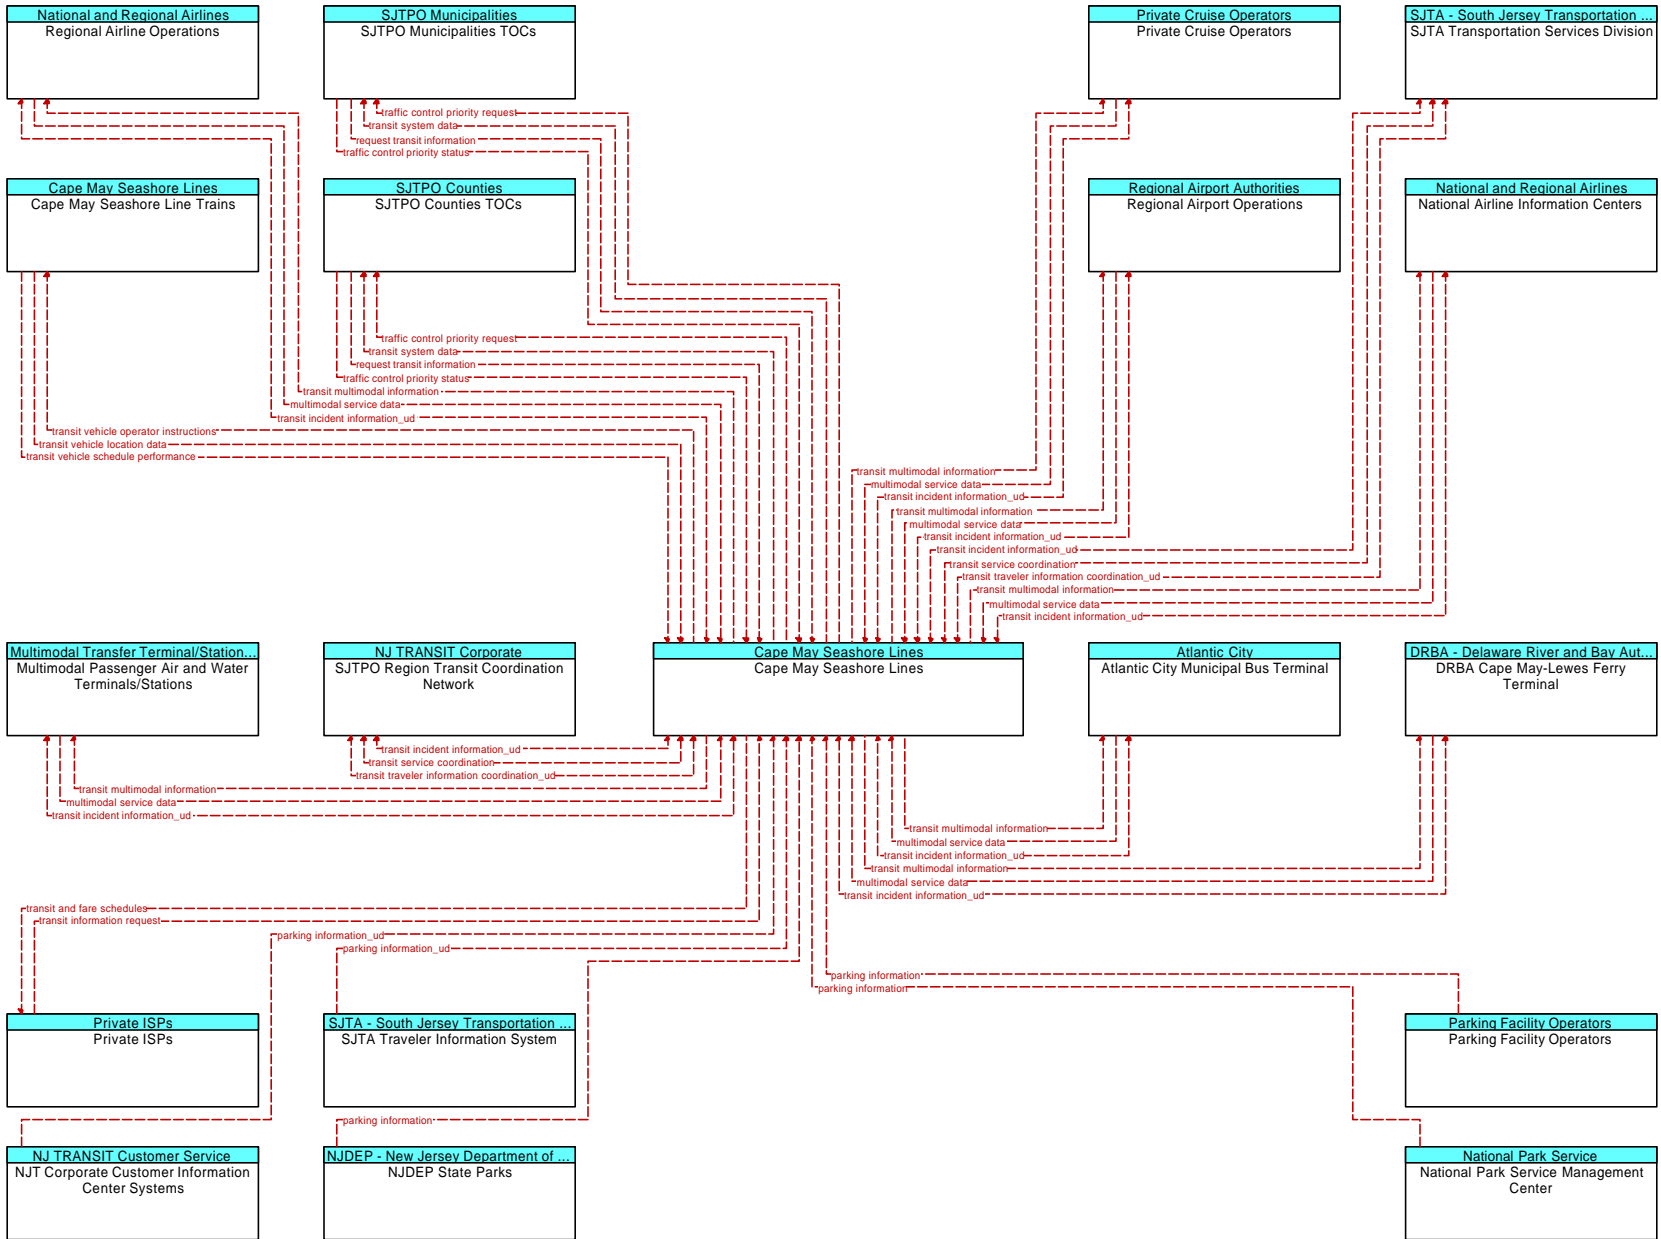 National and Regional Airlines
Regional Airline Operations
SJTPO Municipalities
SJTPO Municipalities TOCs
Private Cruise Operators
Private Cruise Operators
SJTA - South Jersey Transportation ...
SJTA Transportation Services Division
traffic control priority request
transit system data
request transit information
traffic control priority status
Cape May Seashore Lines
Cape May Seashore Line Trains
SJTPO Counties
SJTPO Counties TOCs
Regional Airport Authorities
Regional Airport Operations
National and Regional Airlines
National Airline Information Centers
traffic control priority request
transit system data
request transit information
traffic control priority status
transit multimodal information
multimodal service data
transit incident information_ud
transit vehicle operator instructions
transit vehicle location data
transit vehicle schedule performance
transit multimodal information
multimodal service data
transit incident information_ud
transit multimodal information
multimodal service data
transit incident information_ud
transit incident information_ud
transit service coordination
transit traveler information coordination_ud
transit multimodal information
multimodal service data
transit incident information_ud
Multimodal Transfer Terminal/Station...
Multimodal Passenger Air and Water
Terminals/Stations
NJ TRANSIT Corporate
SJTPO Region Transit Coordination
Network
Cape May Seashore Lines
Cape May Seashore Lines
Atlantic City
Atlantic City Municipal Bus Terminal
DRBA - Delaware River and Bay Aut...
DRBA Cape May-Lewes Ferry
Terminal
transit incident information_ud
transit service coordination
transit traveler information coordination_ud
transit multimodal information
multimodal service data
transit incident information_ud
transit multimodal information
multimodal service data
transit incident information_ud
transit multimodal information
multimodal service data
transit incident information_ud
transit and fare schedules
transit information request
parking information_ud
parking information_ud
parking information
parking information
Private ISPs
Private ISPs
SJTA - South Jersey Transportation ...
SJTA Traveler Information System
Parking Facility Operators
Parking Facility Operators
parking information
NJ TRANSIT Customer Service
NJT Corporate Customer Information
Center Systems
NJDEP - New Jersey Department of ...
NJDEP State Parks
National Park Service
National Park Service Management
Center